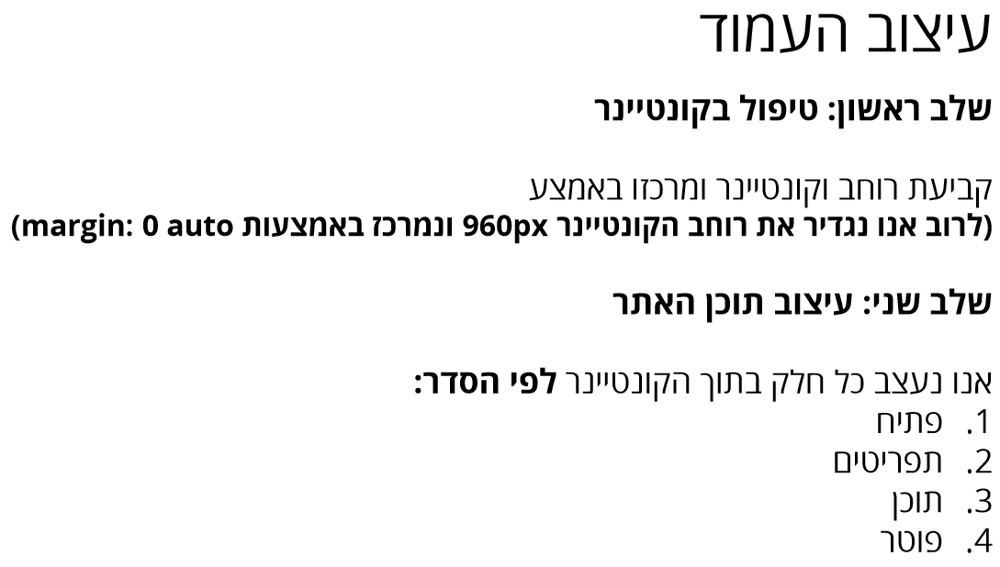 עיצוב העמוד
שלב ראשון: טיפול בקונטיינר
קביעת רוחב וקונטיינר ומרכזו באמצע
(לרוב אנו נגדיר את רוחב הקונטיינר 960px ונמרכז באמצעות margin: 0 auto)
שלב שני: עיצוב תוכן האתר
אנו נעצב כל חלק בתוך הקונטיינר לפי הסדר:
1. פתיח
2. תפריטים
3. תוכן
4. פוטר